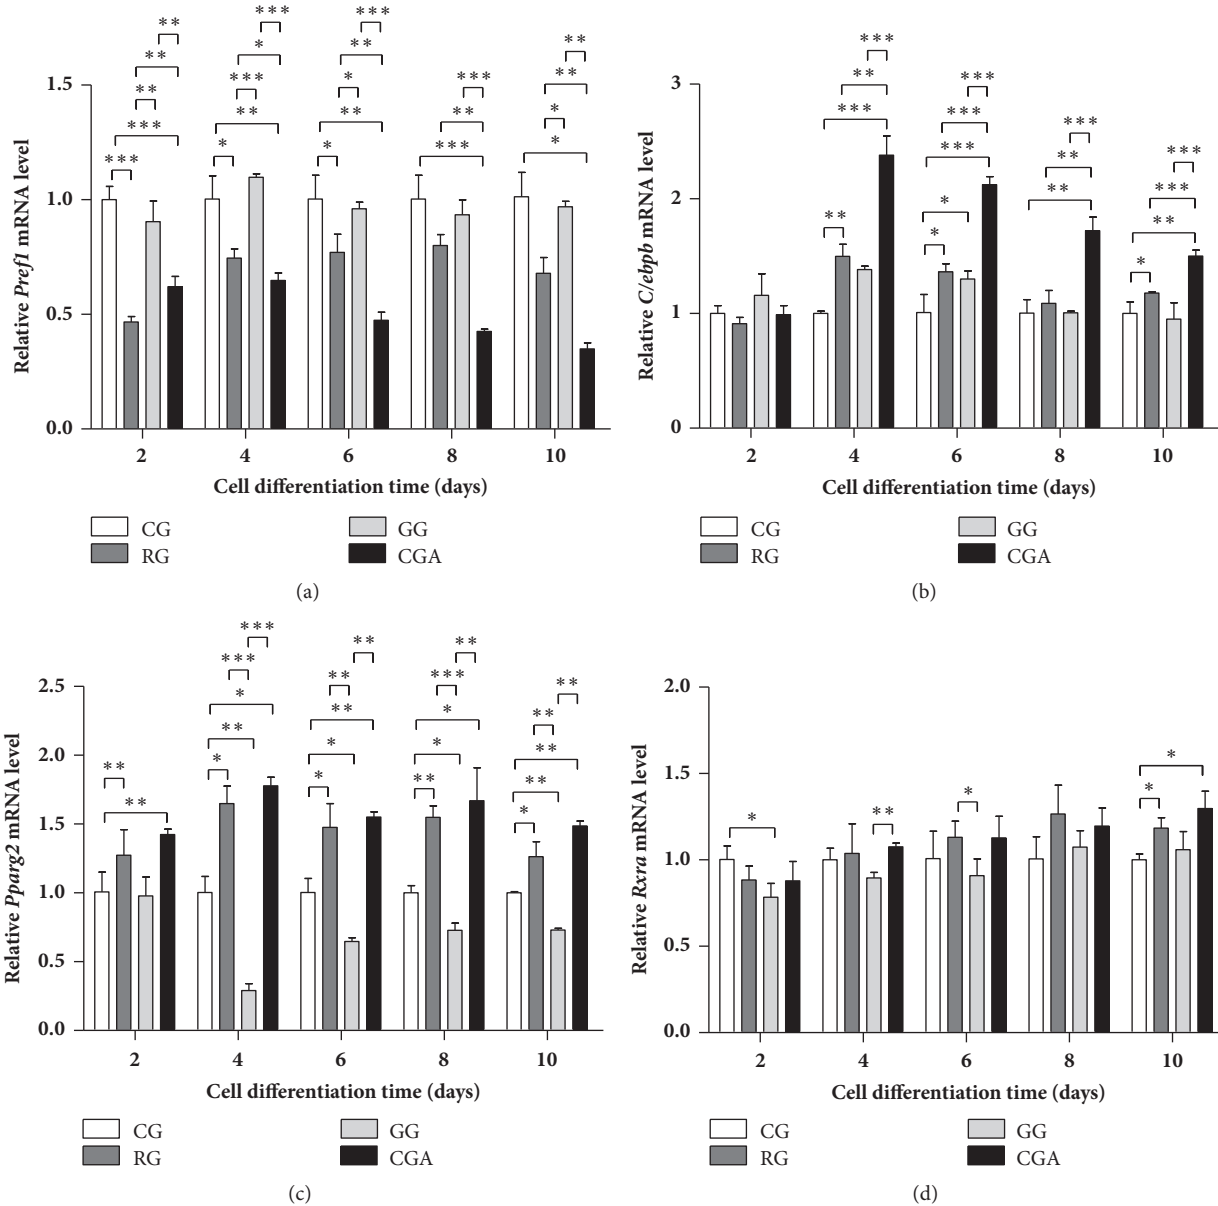 ** *** *** **
** * ** *** **
** *** * ** *
*** ** ** *** *
*** * *
1.5
1.0
0.5
0.0
Relative Pref1 mRNA level
2 4 6 8 10
Cell differentiation time (days)
CG GG
RG CGA
(a)
***
** ***
*** *** *** ***
*** ** ***
** * ** **
* *
3
2
1
0
Relative C/ebpb mRNA level
2 4 6 8 10
Cell differentiation time (days)
CG GG
RG CGA
(b)
*** ** **
*** ** *** **
* ** * **
** * * **
** * * ** **
** *
2.5
2.0
1.5
1.0
0.5
0.0
Relative Pparg2 mRNA level
2 4 6 8 10
Cell differentiation time (days)
CG GG
RG CGA
(c)
*
* ** * *
2.0
1.5
1.0
0.5
0.0
Relative Rxra mRNA level
2 4 6 8 10
Cell differentiation time (days)
CG GG
RG CGA
(d)